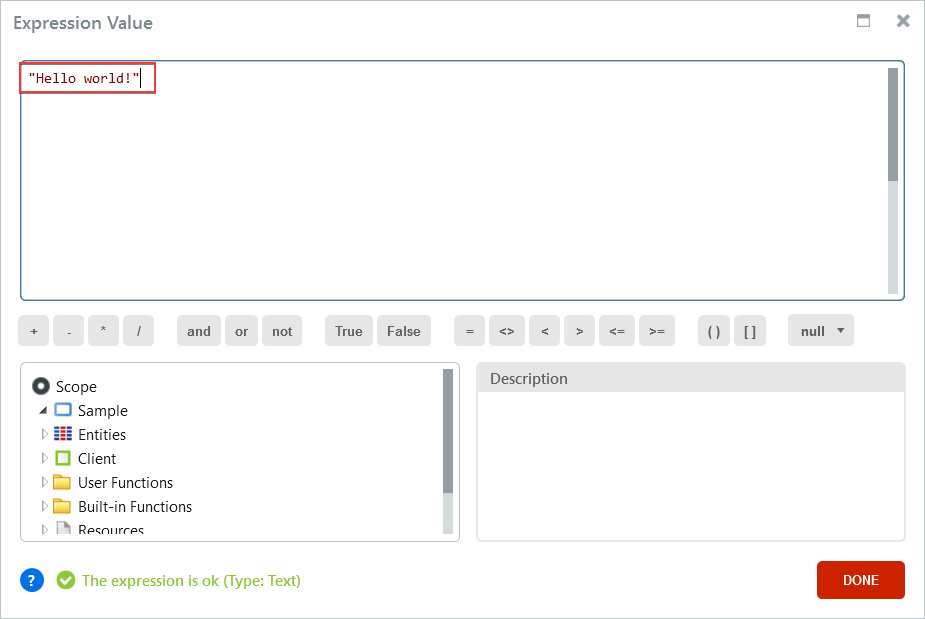 Expression Value
"Hello world!"
+ - * / and or not True False = <> < > <= >= ( ) [ ] null
Scope
Sample
Entities
Client
User Functions
Built-in Functions
Resources
Description
? The expression is ok (Type: Text)
DONE